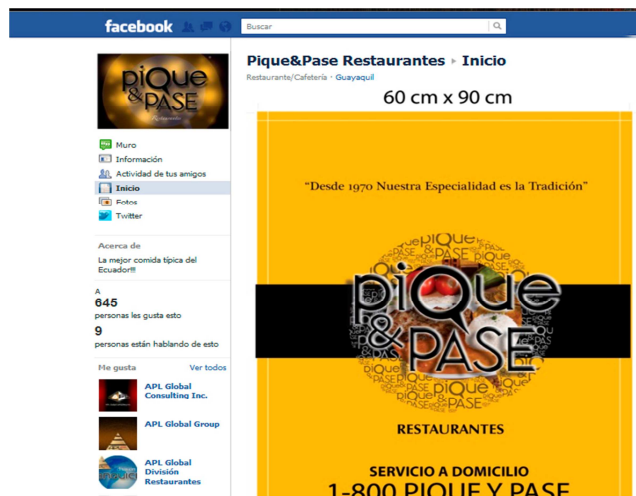 facebook
Buscar
Pique&Pase Restaurantes ▸ Inicio
Restaurante/Cafetería · Guayaquil
60 cm x 90 cm
piQue
&PASE
Restaurantes
Muro
Información
Actividad de tus amigos
Inicio
Fotos
Twitter
Acerca de
La mejor comida típica del
Ecuador!!!
A
645
personas les gusta esto
9
personas están hablando de esto
Me gusta
Ver todos
APL Global
Consulting Inc.
APL Global Group
APL Global
División
Restaurantes
“Desde 1970 Nuestra Especialidad es la Tradición”
piQue
&PASE
RESTAURANTES
SERVICIO A DOMICILIO
1-800 PIQUE Y PASE